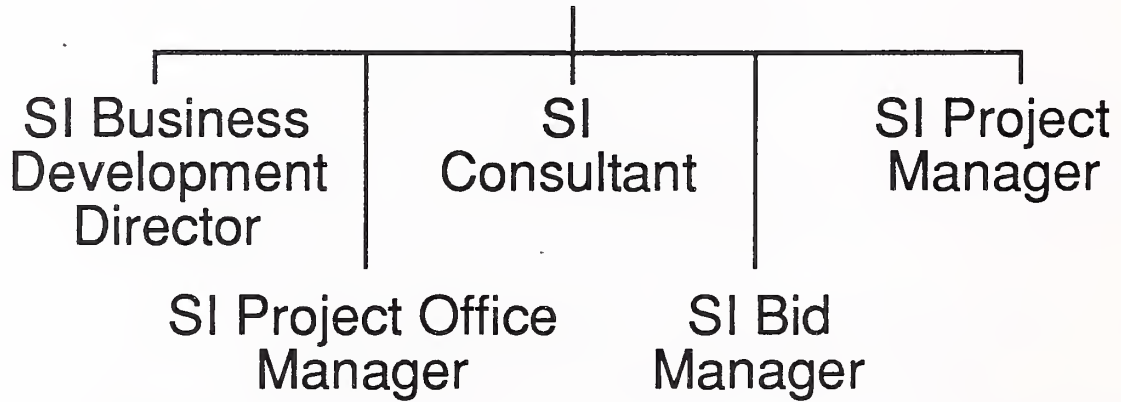 SI Business
Development
Director
SI
Consultant
SI Project
Manager
SI Project Office
Manager
SI Bid
Manager